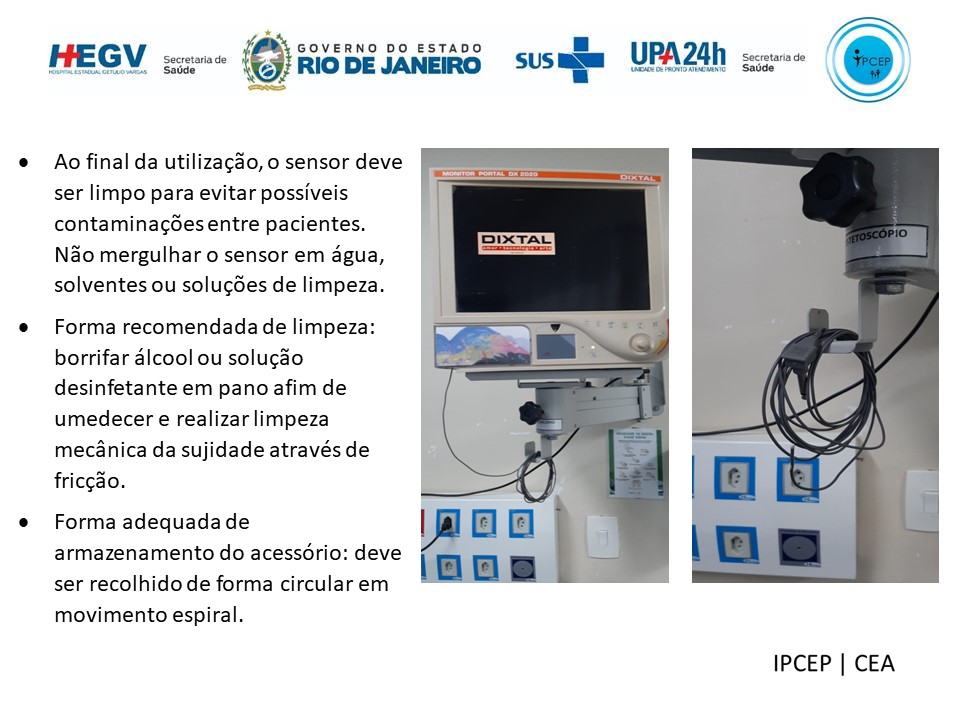 HEGV
HOSPITAL ESTADUAL GETULIO VARGAS
Secretaria de
Saúde
GOVERNO DO ESTADO
RIO DE JANEIRO
SUS
UPA24h
UNIDADE DE PRONTO ATENDIMENTO
Secretaria de
Saúde
IPCEP
• Ao final da utilização, o sensor deve
ser limpo para evitar possíveis
contaminações entre pacientes.
Não mergulhar o sensor em água,
solventes ou soluções de limpeza.
• Forma recomendada de limpeza:
borrifar álcool ou solução
desinfetante em pano afim de
umedecer e realizar limpeza
mecânica da sujidade através de
fricção.
• Forma adequada de
armazenamento do acessório: deve
ser recolhido de forma circular em
movimento espiral.
MONITOR PORTAL DX 2020
DIXTAL
DIXTAL
TETOSCÓPIO
IPCEP | CEA